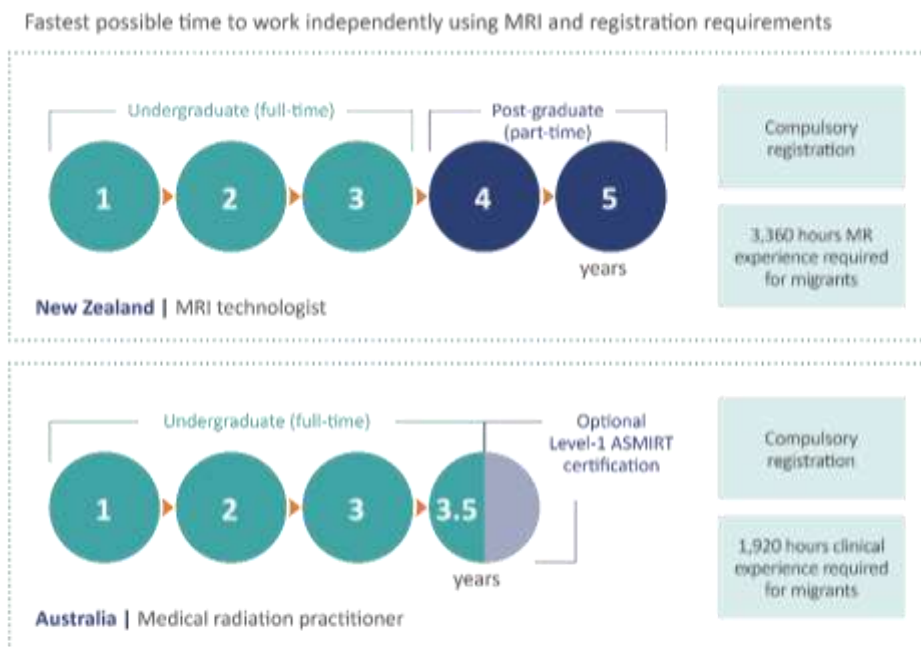 Fastest possible time to work independently using MRI and registration requirements
Undergraduate (full-time)
Post-graduate
(part-time)
1
2
3
4
5
years
New Zealand | MRI technologist
Compulsory
registration
3,360 hours MR
experience required
for migrants
Undergraduate (full-time)
Optional
Level-1 ASMIRT
certification
1
2
3
3.5
years
Australia | Medical radiation practitioner
Compulsory
registration
1,920 hours clinical
experience required
for migrants